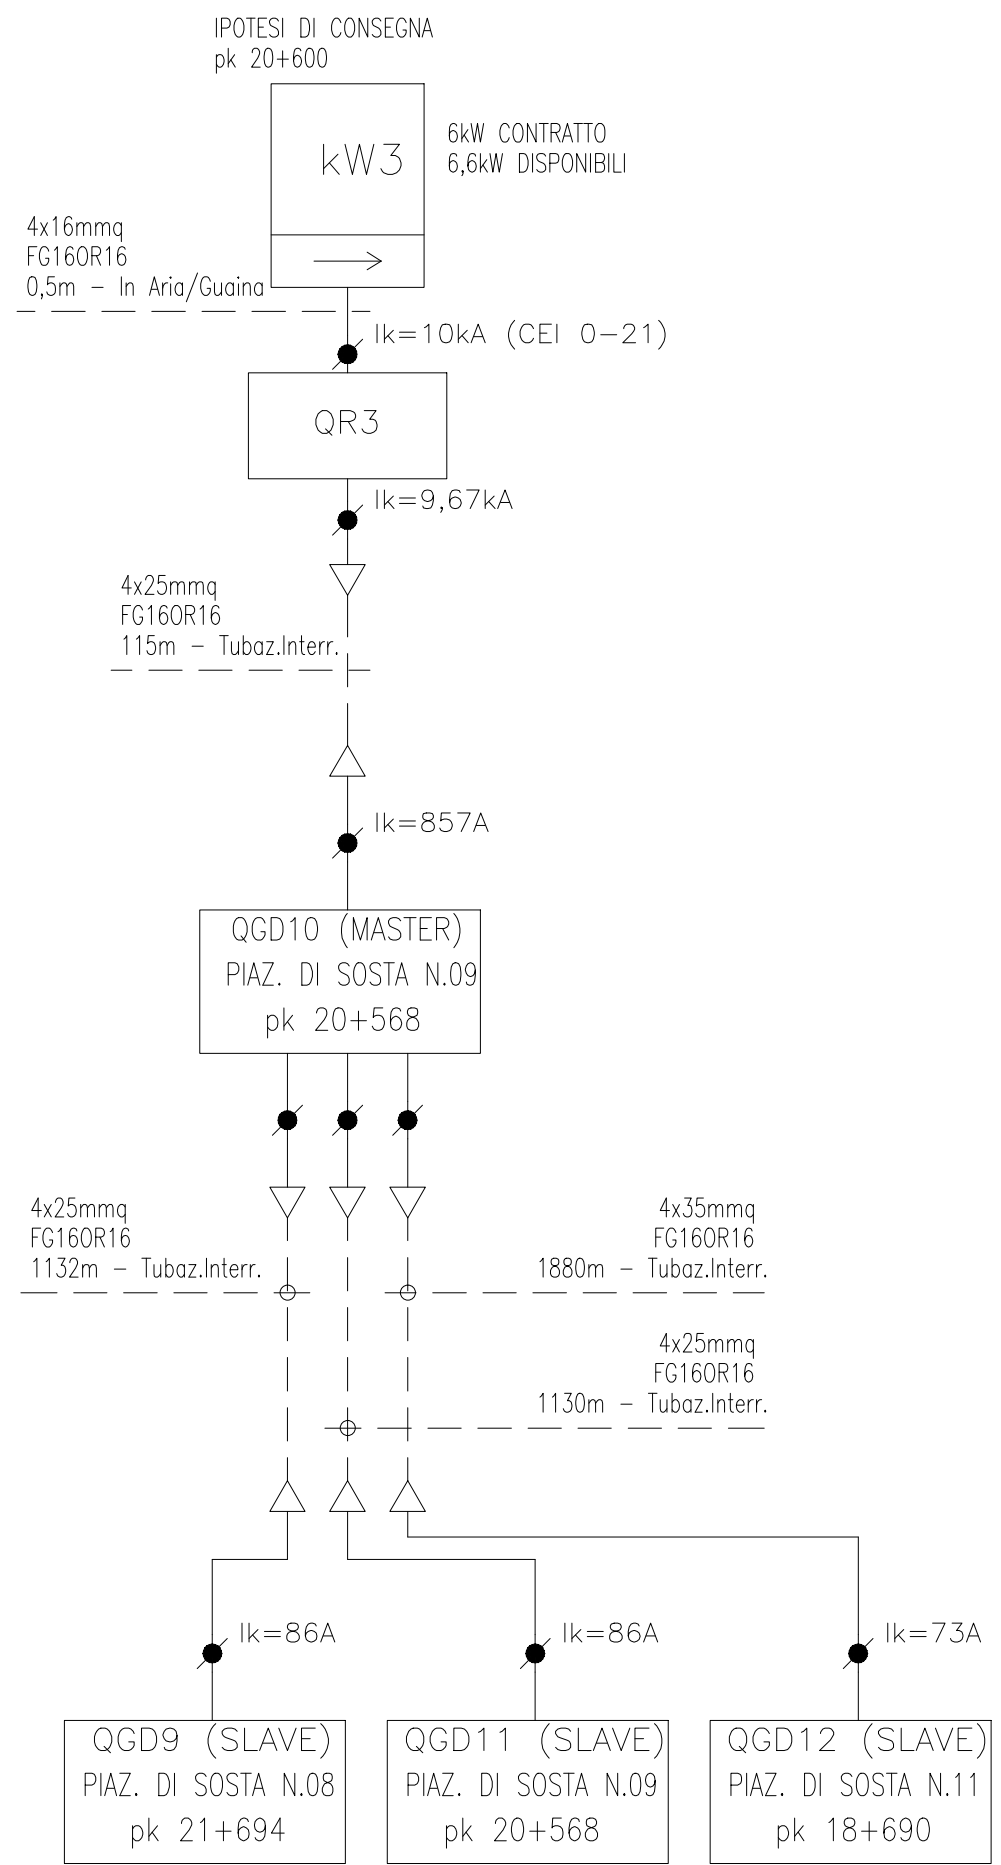 IPOTESI DI CONSEGNA
pk 20+600
kW3
6kW CONTRATTO
6,6kW DISPONIBILI
4x16mmq
FG16OR16
0,5m – In Aria/Guaina
Ik=10kA (CEI 0–21)
QR3
Ik=9,67kA
4x25mmq
FG16OR16
115m – Tubaz.Interr.
Ik=857A
QGD10 (MASTER)
PIAZ. DI SOSTA N.09
pk 20+568
4x25mmq
FG16OR16
1132m – Tubaz.Interr.
4x35mmq
FG16OR16
1880m – Tubaz.Interr.
4x25mmq
FG16OR16
1130m – Tubaz.Interr.
Ik=86A
Ik=86A
Ik=73A
QGD9 (SLAVE)
PIAZ. DI SOSTA N.08
pk 21+694
QGD11 (SLAVE)
PIAZ. DI SOSTA N.09
pk 20+568
QGD12 (SLAVE)
PIAZ. DI SOSTA N.11
pk 18+690